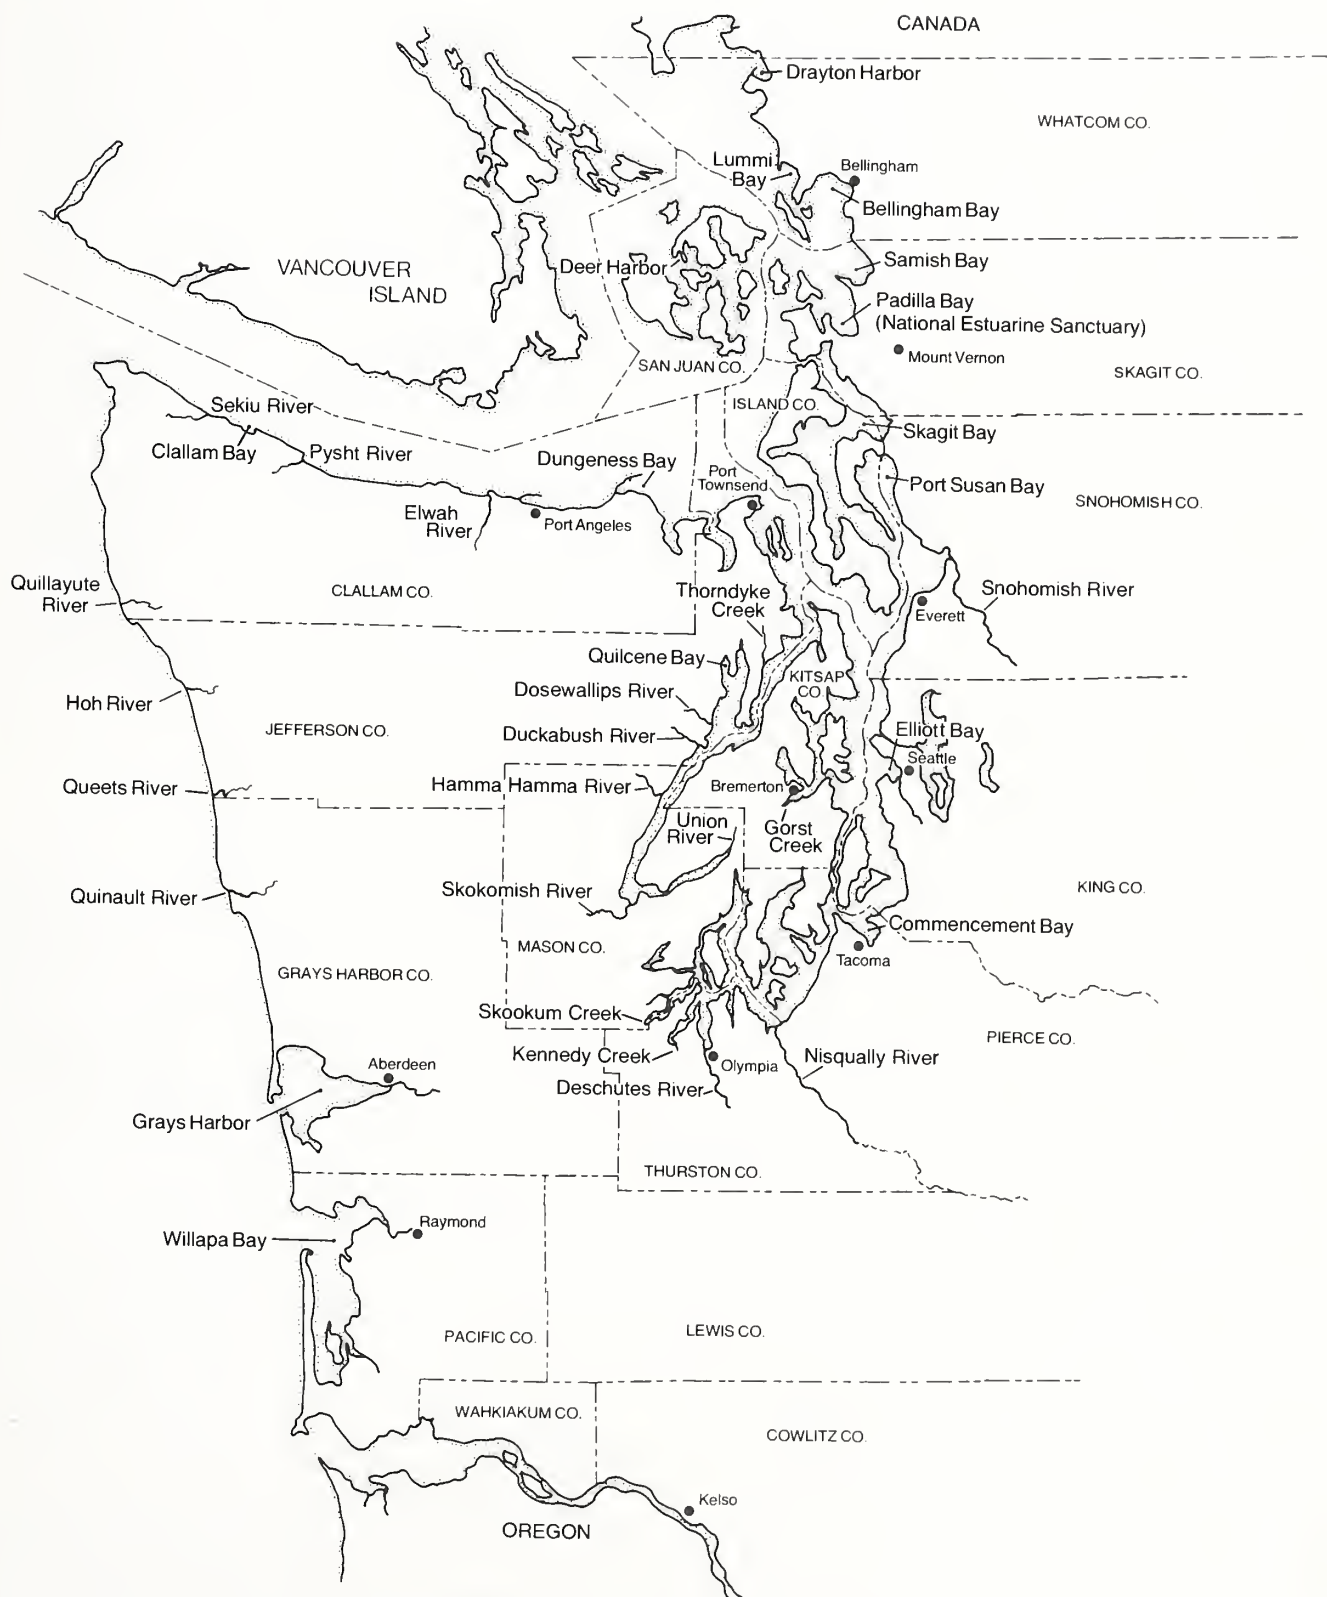 CANADA
Drayton Harbor
WHATCOM CO.
Lummi
Bay
Bellingham
Bellingham Bay
VANCOUVER
ISLAND
Deer Harbor
Samish Bay
Padilla Bay
(National Estuarine Sanctuary)
Mount Vernon
SAN JUAN CO.
SKAGIT CO.
ISLAND CO.
Sekiu River
Clallam Bay
Pysht River
Skagit Bay
Dungeness Bay
Port
Townsend
Port Susan Bay
SNOHOMISH CO.
Elwah
River
Port Angeles
Quillayute
River
CLALLAM CO.
Thorndyke
Creek
Snohomish River
Everett
Quilcene Bay
KITSAP
CO.
Dosewallips River
Hoh River
JEFFERSON CO.
Duckabush River
Elliott Bay
Seattle
Queets River
Hamma Hamma River
Bremerton
Union
River
Gorst
Creek
Quinault River
Skokomish River
KING CO.
Commencement Bay
MASON CO.
Tacoma
GRAYS HARBOR CO.
Skookum Creek
PIERCE CO.
Kennedy Creek
Olympia
Nisqually River
Aberdeen
Deschutes River
Grays Harbor
THURSTON CO.
Raymond
Willapa Bay
PACIFIC CO.
LEWIS CO.
WAHKIAKUM CO.
COWLITZ CO.
Kelso
OREGON